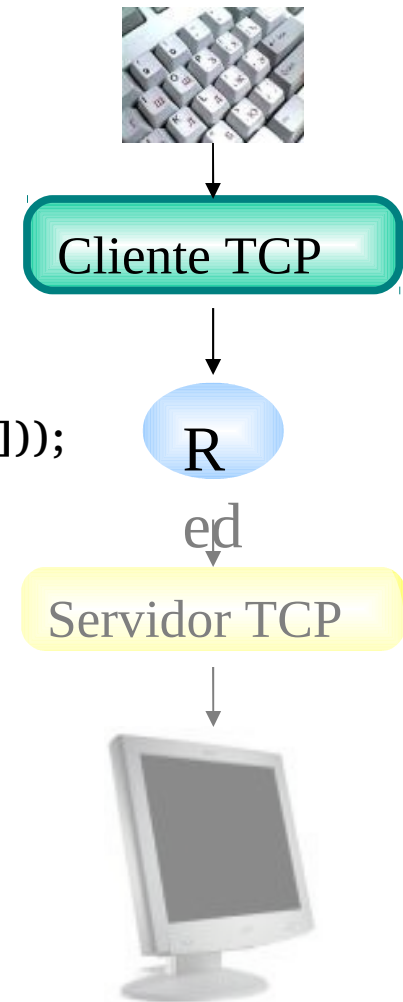 Cliente TCP
]));
R
ed
Servidor TCP